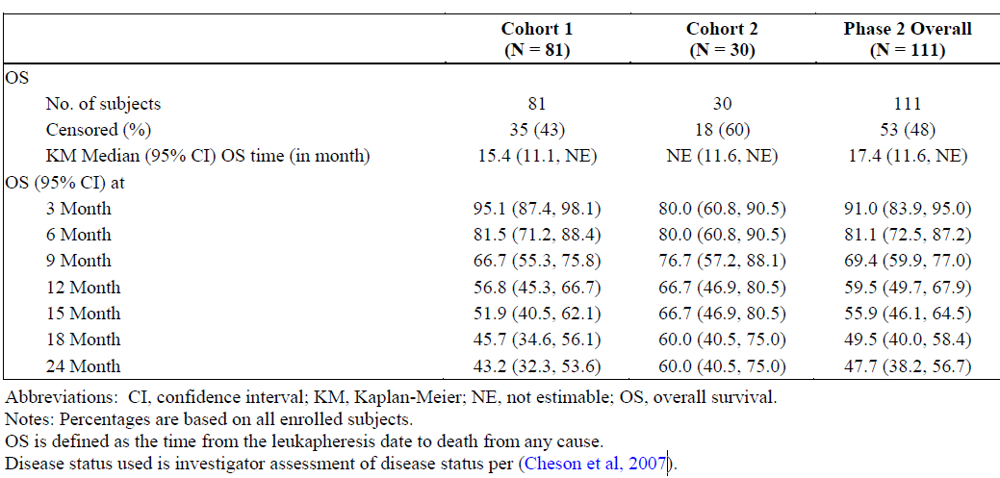 Cohort 1 Cohort 2 Phase 2 Overall
(N = 81) (N = 30) (N = 111)
OS
No. of subjects 81 30 111
Censored (%) 35 (43) 18 (60) 53 (48)
KM Median (95% CI) OS time (in month) 15.4 (11.1, NE) NE (11.6, NE) 17.4 (11.6, NE)
OS (95% CI) at
3 Month 95.1 (87.4, 98.1) 80.0 (60.8, 90.5) 91.0 (83.9, 95.0)
6 Month 81.5 (71.2, 88.4) 80.0 (60.8, 90.5) 81.1 (72.5, 87.2)
9 Month 66.7 (55.3, 75.8) 76.7 (57.2, 88.1) 69.4 (59.9, 77.0)
12 Month 56.8 (45.3, 66.7) 66.7 (46.9, 80.5) 59.5 (49.7, 67.9)
15 Month 51.9 (40.5, 62.1) 66.7 (46.9, 80.5) 55.9 (46.1, 64.5)
18 Month 45.7 (34.6, 56.1) 60.0 (40.5, 75.0) 49.5 (40.0, 58.4)
24 Month 43.2 (32.3, 53.6) 60.0 (40.5, 75.0) 47.7 (38.2, 56.7)
Abbreviations: CI, confidence interval; KM, Kaplan-Meier; NE, not estimable; OS, overall survival.
Notes: Percentages are based on all enrolled subjects.
OS is defined as the time from the leukapheresis date to death from any cause.
Disease status used is investigator assessment of disease status per (Cheson et al, 2007).